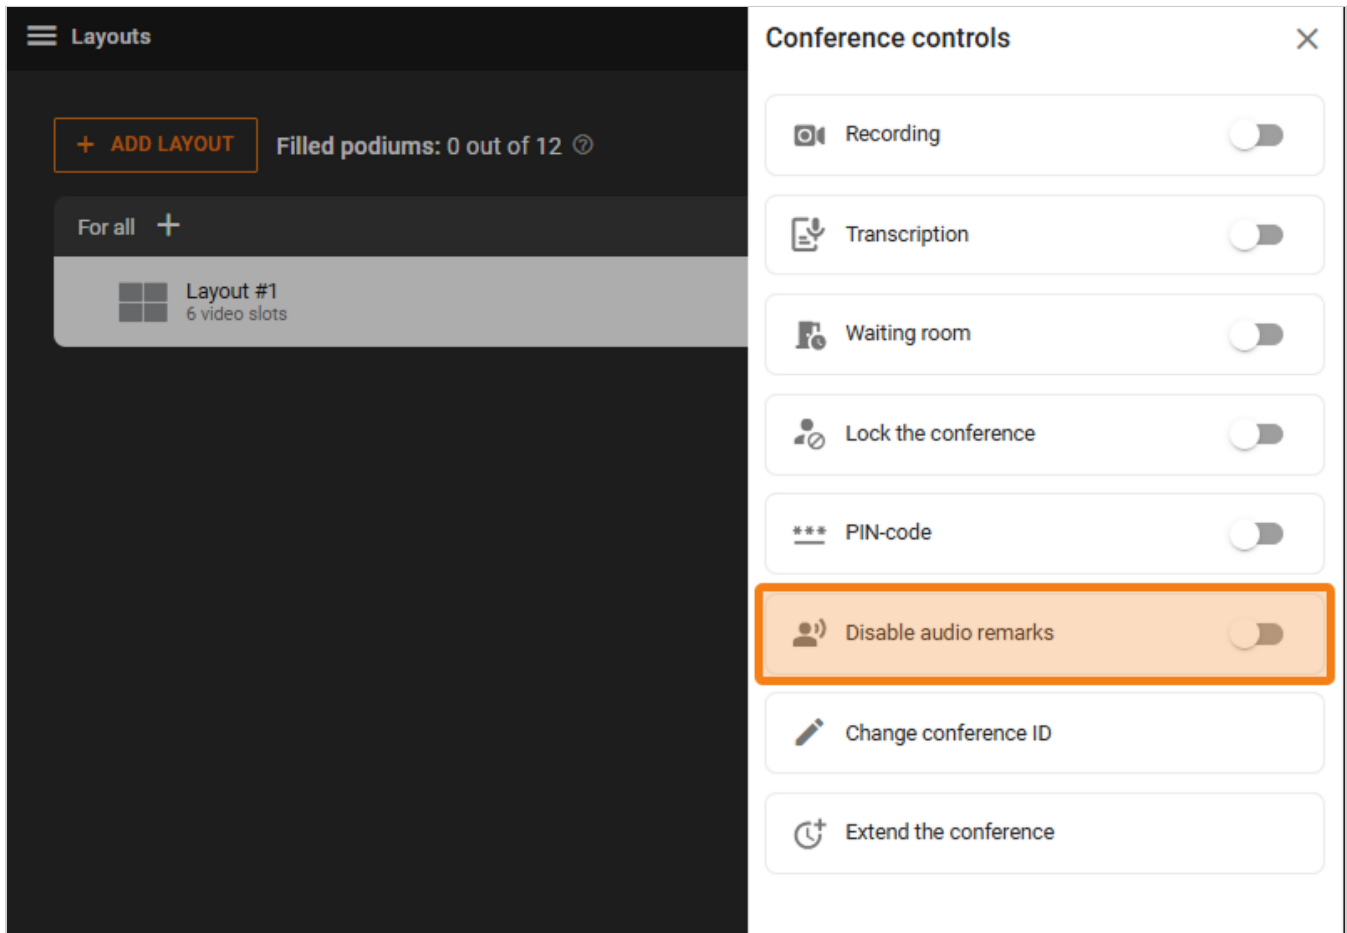 Layouts
+ ADD LAYOUT
Filled podiums: 0 out of 12
For all +
Layout #1
6 video slots
Conference controls
Recording
Transcription
Waiting room
Lock the conference
PIN-code
Disable audio remarks
Change conference ID
Extend the conference